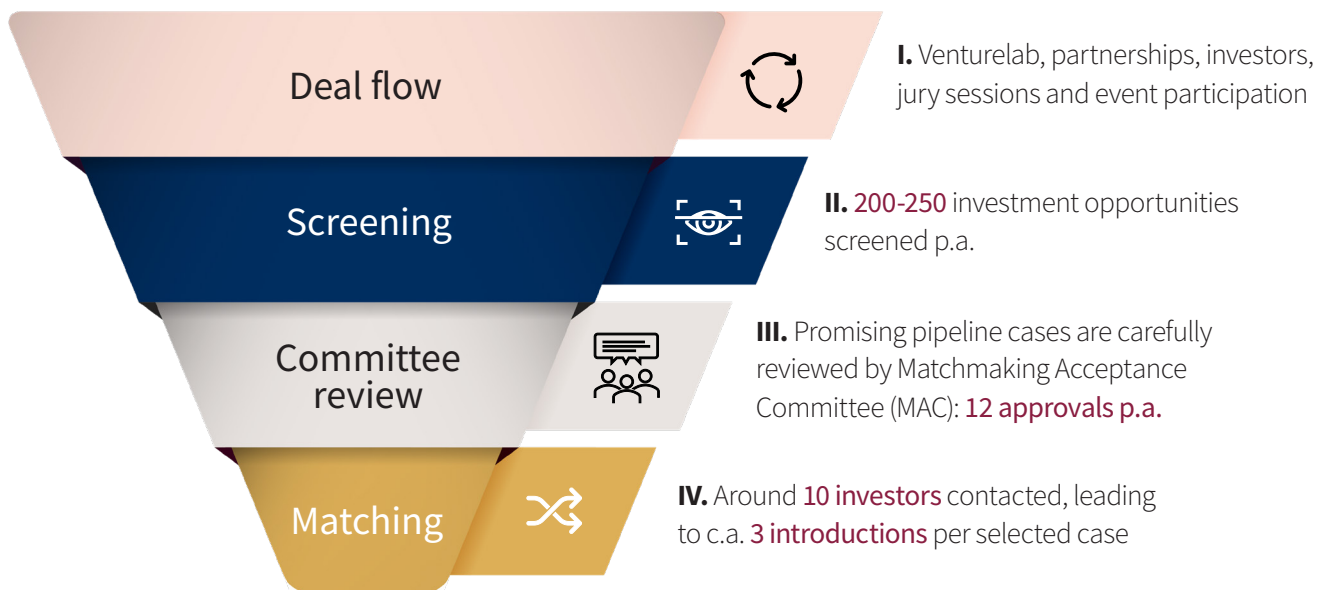 Deal flow
I. Venturelab, partnerships, investors,
jury sessions and event participation
Screening
II. 200-250 investment opportunities
screened p.a.
Committee
review
III. Promising pipeline cases are carefully
reviewed by Matchmaking Acceptance
Committee (MAC): 12 approvals p.a.
Matching
IV. Around 10 investors contacted, leading
to c.a. 3 introductions per selected case